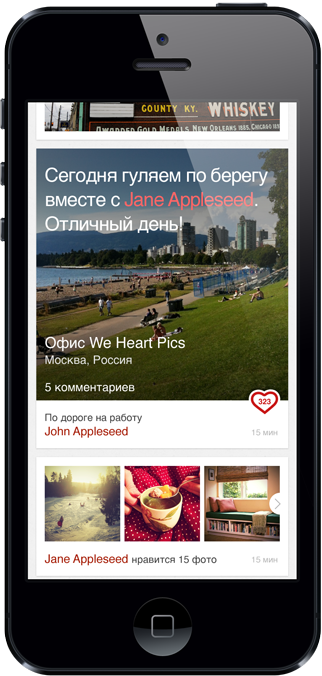 COUNTY KY. WHISKEY
AWARDED GOLD MEDALS NEW ORLEANS 1885. CHICAGO 1893
Сегодня гуляем по берегу
вместе с Jane Appleseed.
Отличный день!
Офис We Heart Pics
Москва, Россия
5 комментариев
323
По дороге на работу
John Appleseed
15 мин
Jane Appleseed нравится 15 фото
15 мин